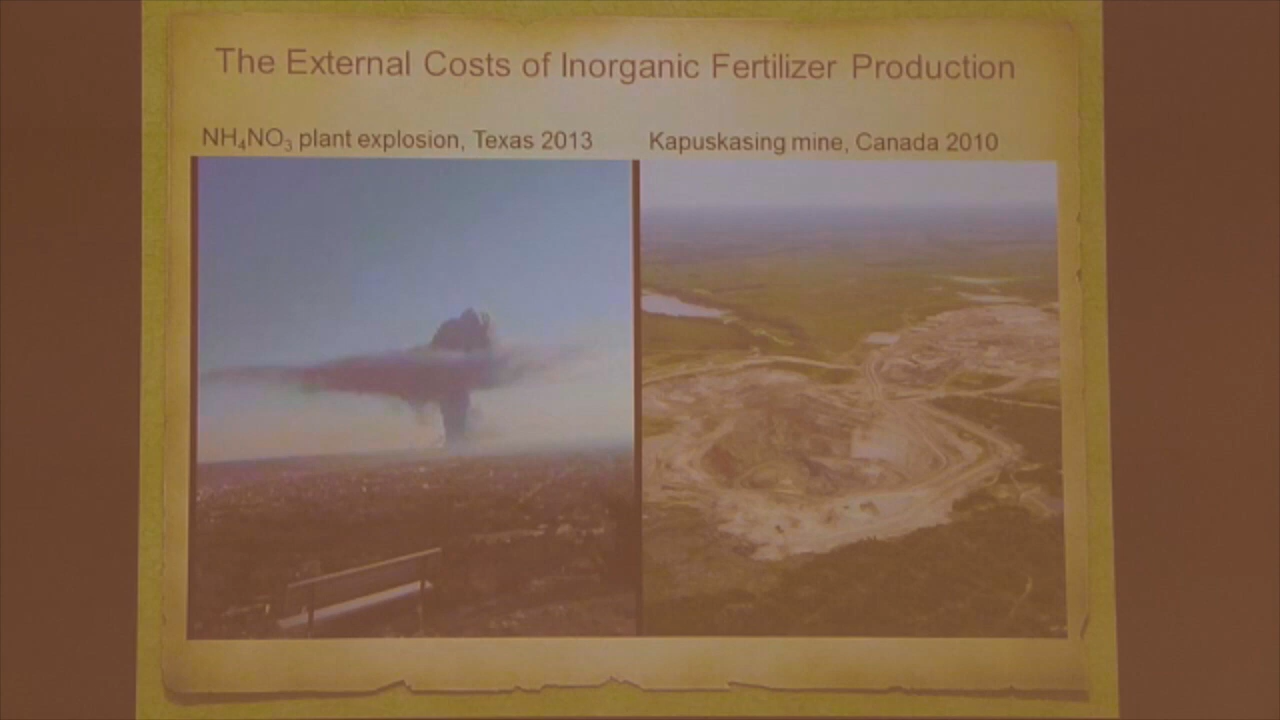 The External Costs of Inorganic Fertilizer Production
NH₄NO₃ plant explosion, Texas 2013
Kapuskasing mine, Canada 2010